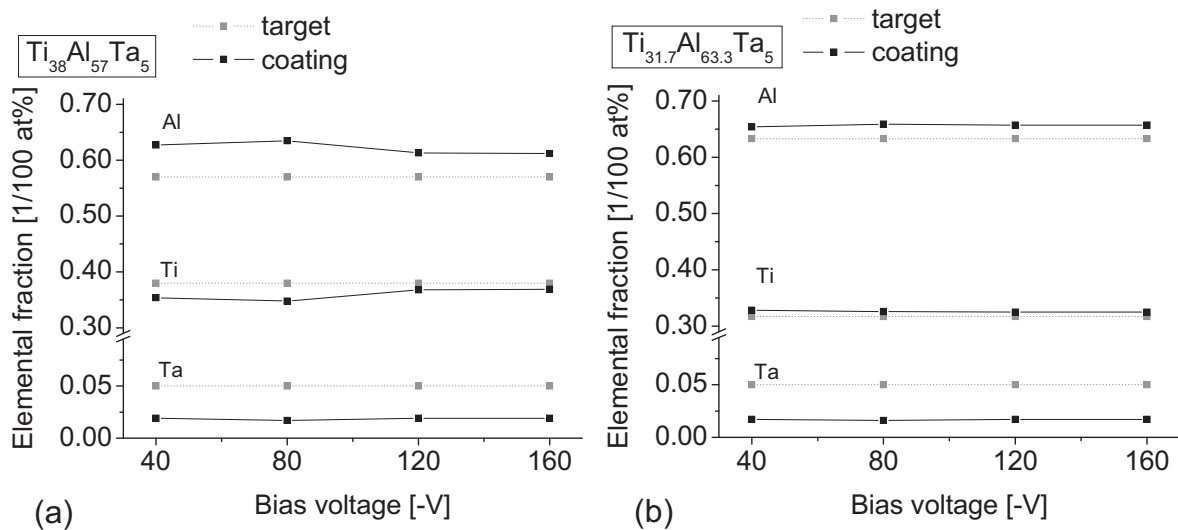 Ti38Al57Ta5
target
coating
Elemental fraction [1/100 at%]
0.70
0.60
0.50
0.40
0.30
0.05
0.00
Al
Ti
Ta
40
80
120
160
Bias voltage [-V]
(a)
Ti31.7Al63.3Ta5
target
coating
Elemental fraction [1/100 at%]
0.70
0.60
0.50
0.40
0.30
0.05
0.00
Al
Ti
Ta
40
80
120
160
Bias voltage [-V]
(b)